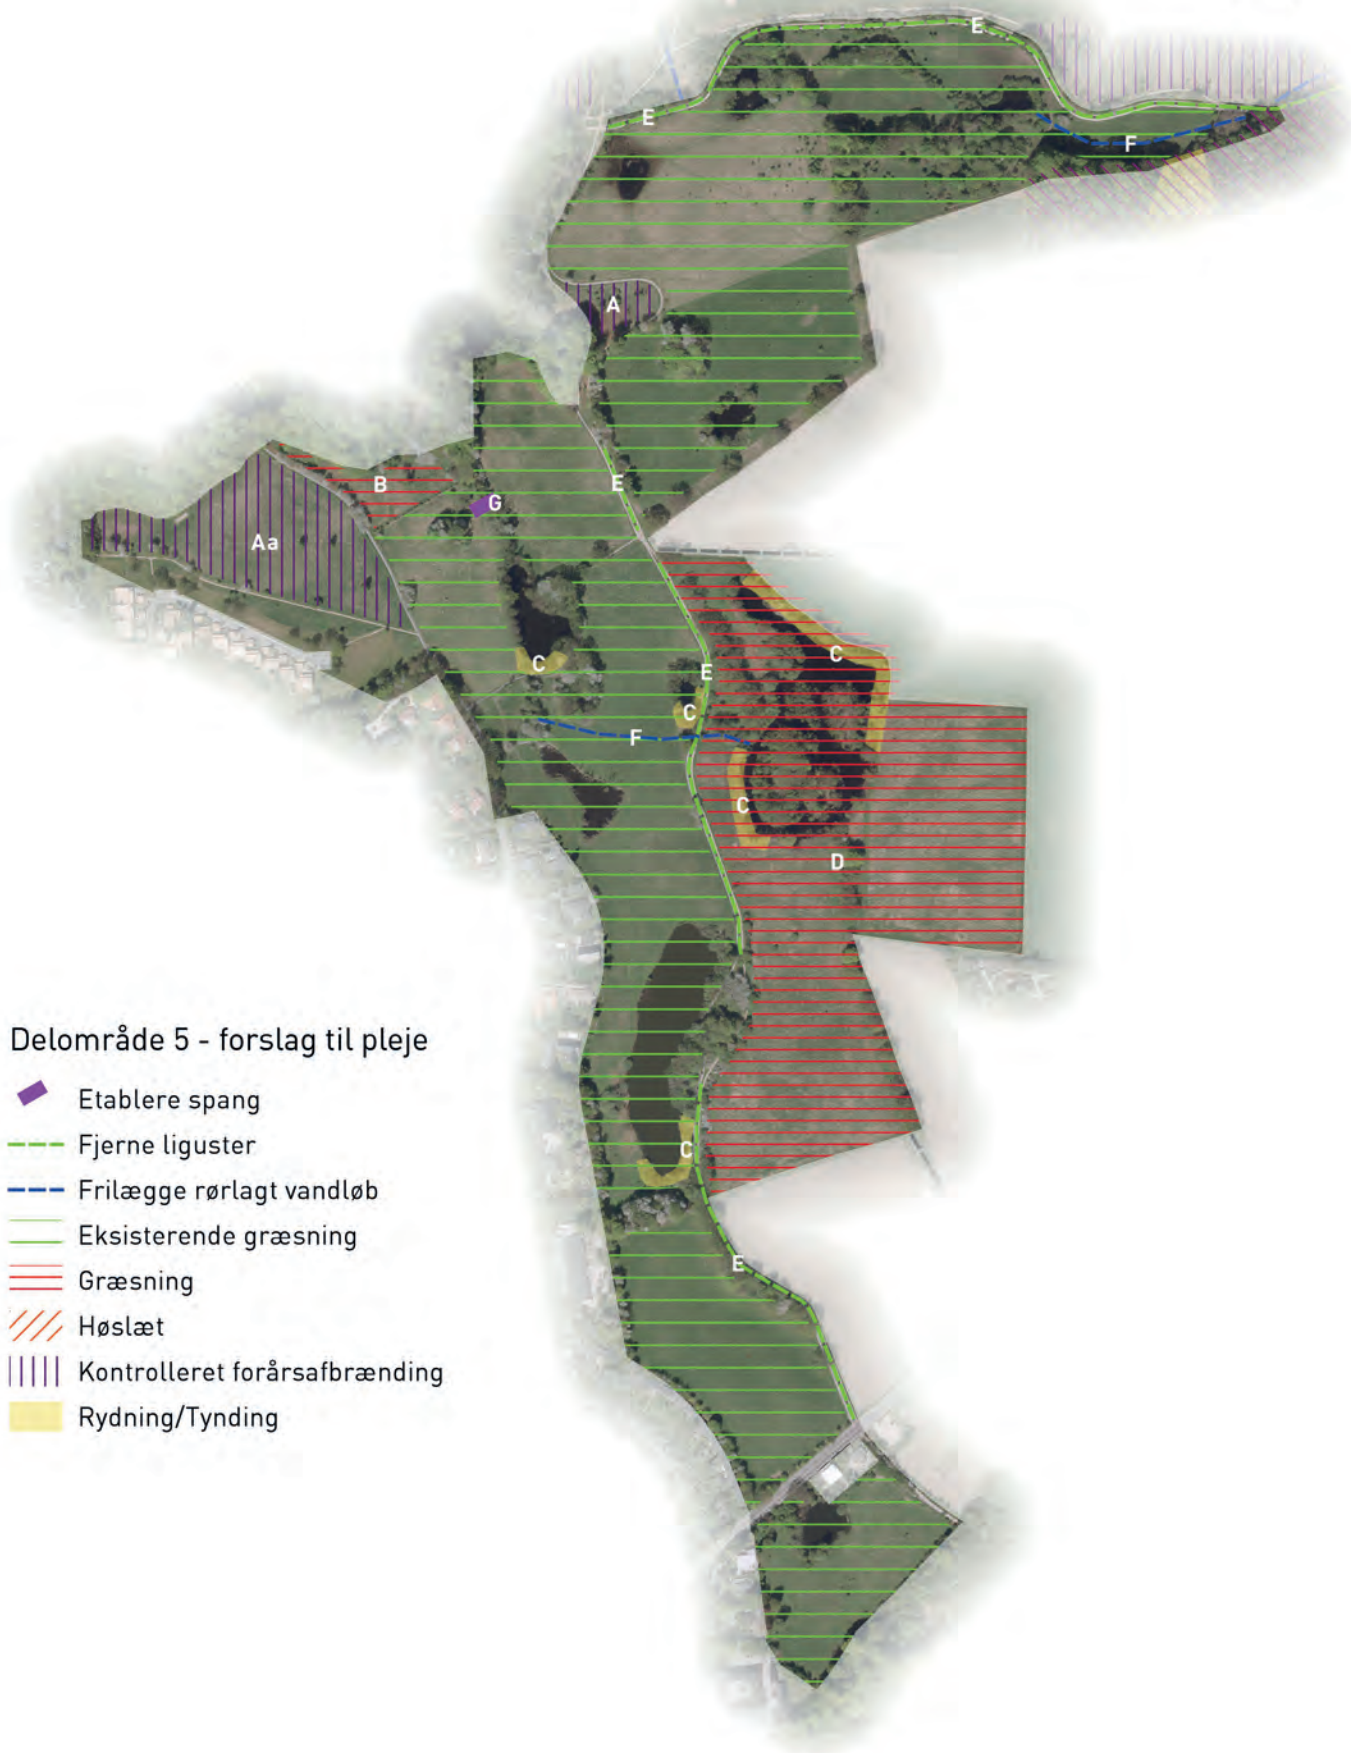 E
E
F
A
B
E
G
Aa
C
C
E
C
F
C
D
Delområde 5 - forslag til pleje
Etablere spang
Fjerne liguster
C
Frilægge rørlagt vandløb
Eksisterende græsning
E
Græsning
Høslæt
Kontrolleret forårsafbrænding
Rydning/Tynding